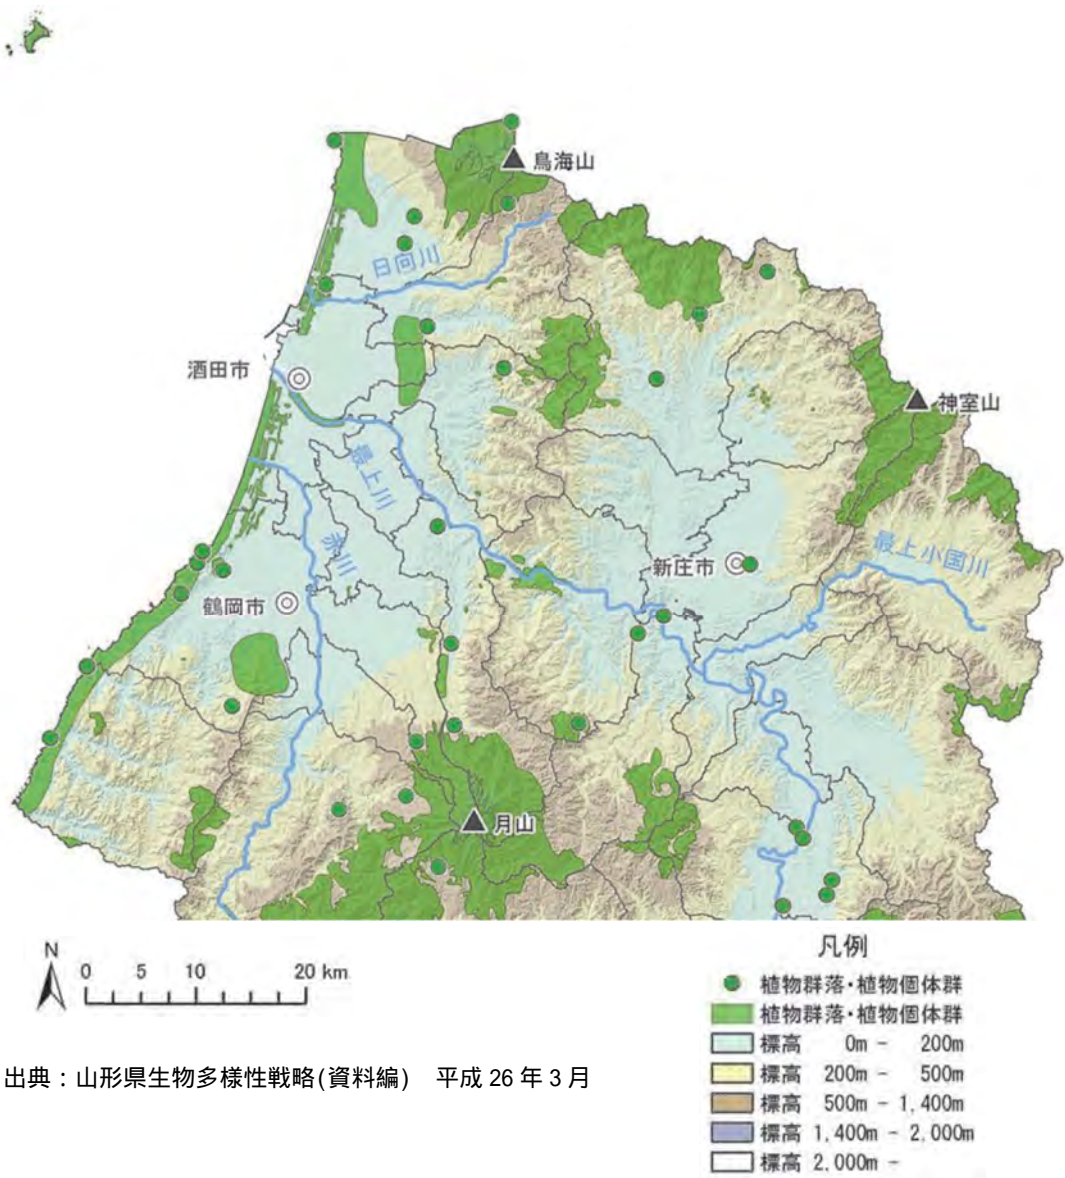 鳥海山
日向川
酒田市
神室山
最上川
最上小国川
赤川
新庄市
鶴岡市
月山
N
0 5 10 20 km
凡例
植物群落・植物個体群
植物群落・植物個体群
標高 0m - 200m
標高 200m - 500m
標高 500m - 1,400m
標高 1,400m - 2,000m
標高 2,000m -
出典：山形県生物多様性戦略(資料編) 平成 26 年 3 月